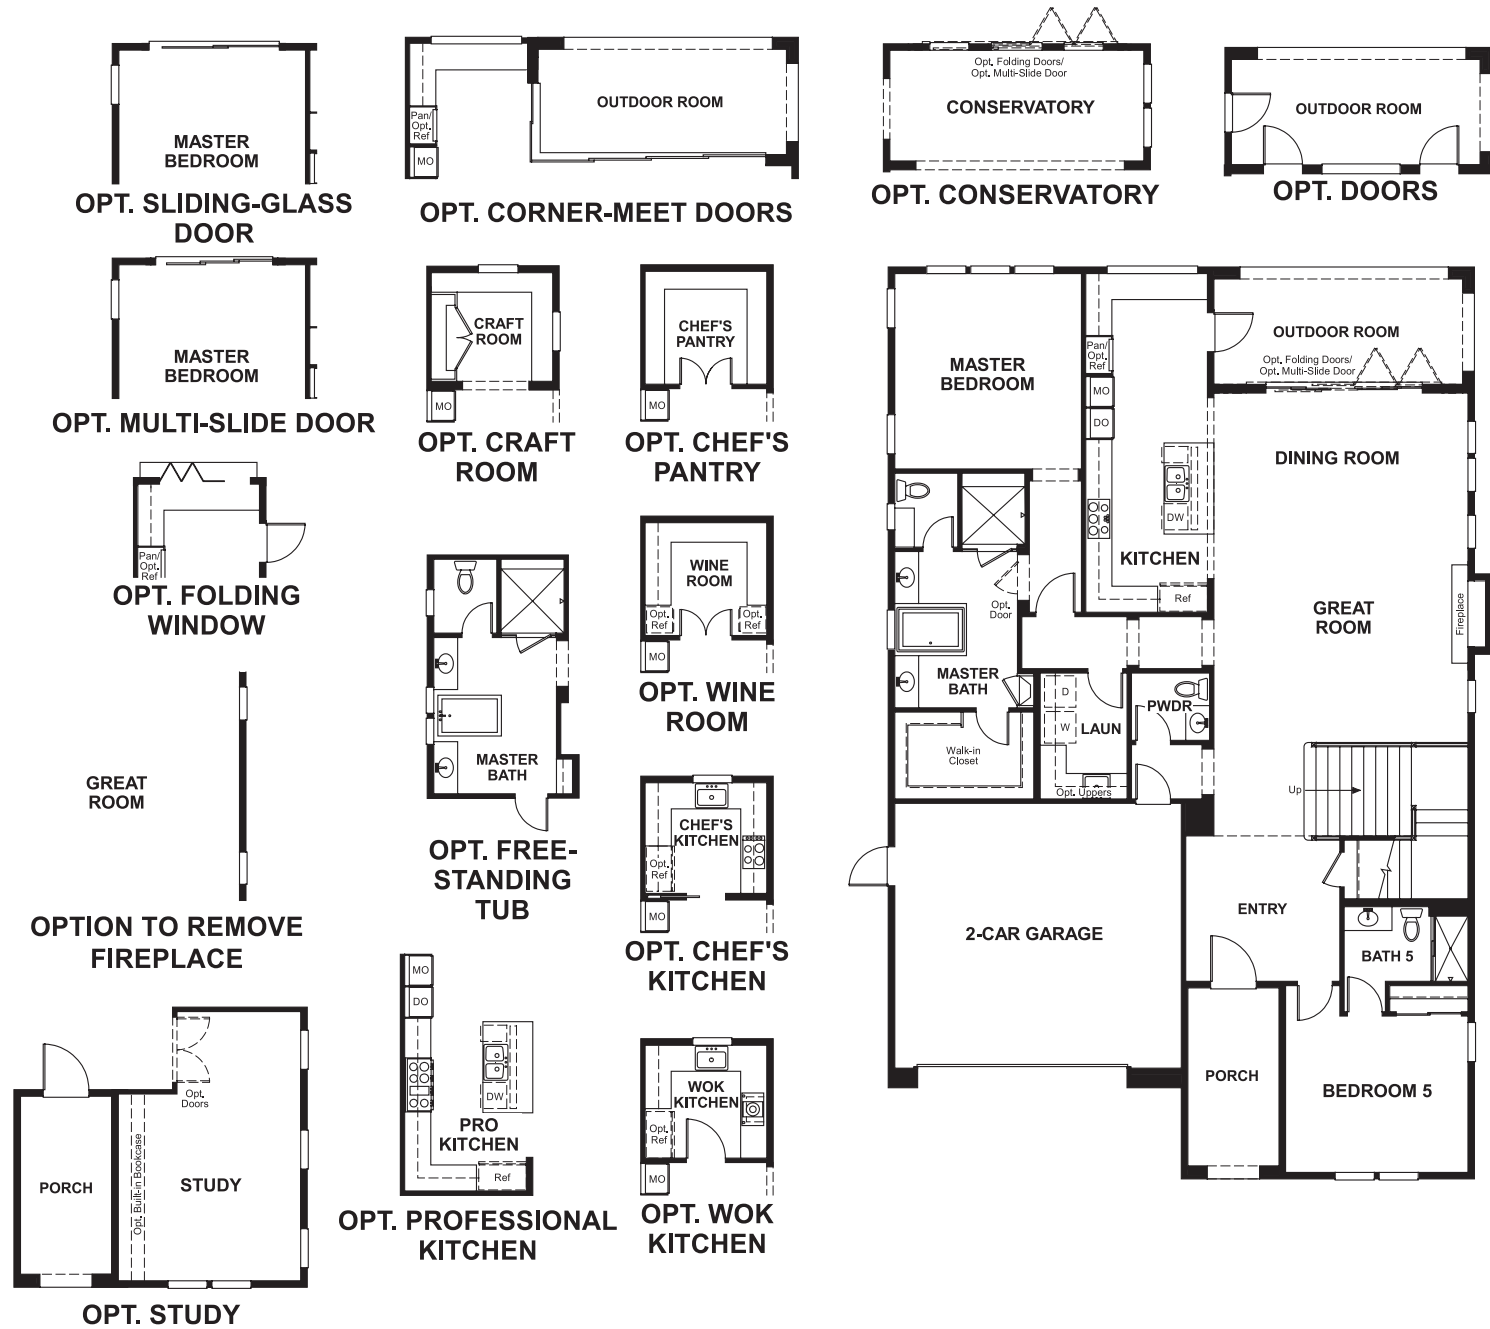 MASTER
BEDROOM
OPT. SLIDING-GLASS
DOOR
Pan/
Opt.
Ref
MO
OUTDOOR ROOM
OPT. CORNER-MEET DOORS
Opt. Folding Doors/
Opt. Multi-Slide Door
CONSERVATORY
OPT. CONSERVATORY
OUTDOOR ROOM
OPT. DOORS
MASTER
BEDROOM
OPT. MULTI-SLIDE DOOR
CRAFT
ROOM
MO
OPT. CRAFT
ROOM
CHEF'S
PANTRY
MO
OPT. CHEF'S
PANTRY
Pan/
Opt.
Ref
OPT. FOLDING
WINDOW
MASTER
BATH
OPT. FREE-
STANDING
TUB
WINE
ROOM
Opt.
Ref
Opt.
Ref
MO
OPT. WINE
ROOM
GREAT
ROOM
OPTION TO REMOVE
FIREPLACE
CHEF'S
KITCHEN
Opt.
Ref
MO
OPT. CHEF'S
KITCHEN
Opt.
Doors
Opt. Built-in Bookcase
PORCH
STUDY
OPT. STUDY
MO
DO
DW
PRO
KITCHEN
Ref
OPT. PROFESSIONAL
KITCHEN
WOK
KITCHEN
Opt.
Ref
MO
OPT. WOK
KITCHEN
MASTER
BEDROOM
Pan/
Opt.
Ref
MO
DO
OUTDOOR ROOM
Opt. Folding Doors/
Opt. Multi-Slide Door
DINING ROOM
DW
KITCHEN
Ref
Opt.
Door
GREAT
ROOM
Fireplace
MASTER
BATH
D
W
LAUN
PWDR
Walk-in
Closet
Opt. Uppers
Up
2-CAR GARAGE
ENTRY
BATH 5
PORCH
BEDROOM 5